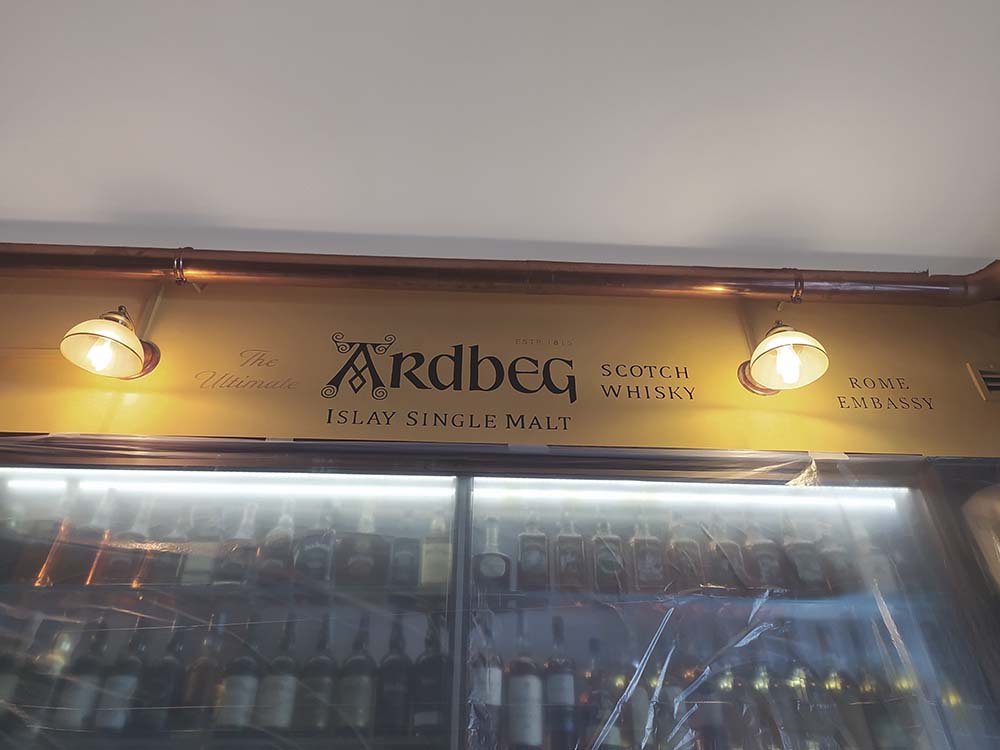 The
Ultimate
ESTD 1815
ARdbeg
ISLAY SINGLE MALT
SCOTCH
WHISKY
ROME
EMBASSY